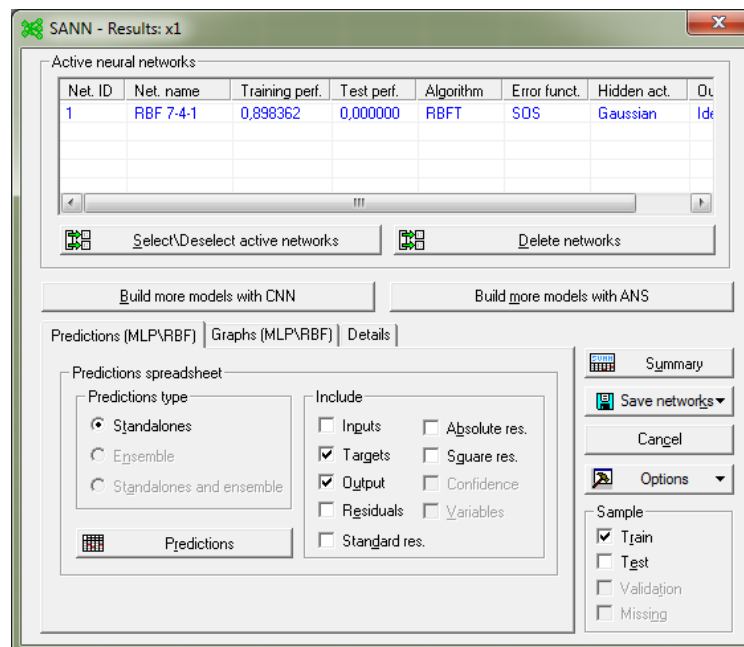 SANN - Results: x1
Active neural networks
Net. ID Net. name Training perf. Test perf. Algorithm Error funct. Hidden act. Ou
1 RBF 7-4-1 0,898362 0,000000 RBFT SOS Gaussian Ide
Select\Deselect active networks Delete networks
Build more models with CNN Build more models with ANS
Predictions (MLP\RBF) Graphs (MLP\RBF) Details
Predictions spreadsheet
Predictions type
Standalones
Ensemble
Standalones and ensemble
Predictions
Include
Inputs Absolute res.
Targets Square res.
Output Confidence
Residuals Variables
Standard res.
Summary
Save networks
Cancel
Options
Sample
Train
Test
Validation
Missing